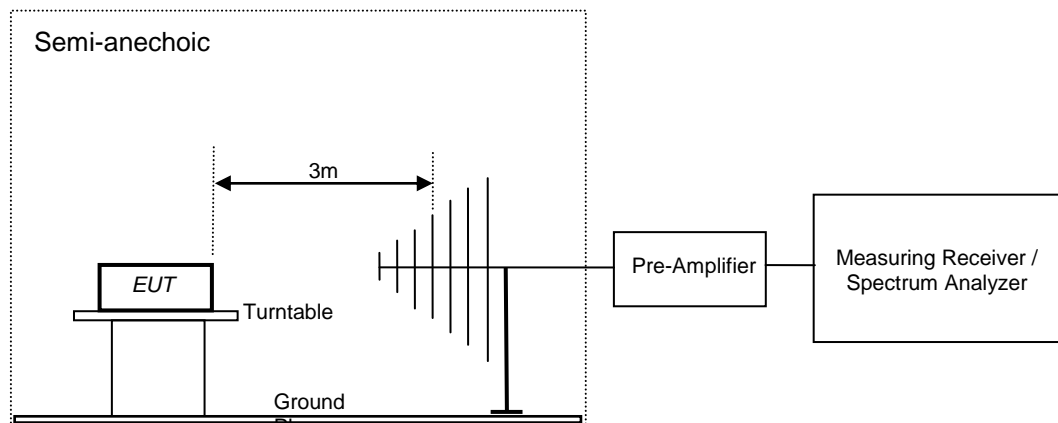 Semi-anechoic
3m
EUT
Turntable
Ground
Pre-Amplifier
Measuring Receiver /
Spectrum Analyzer